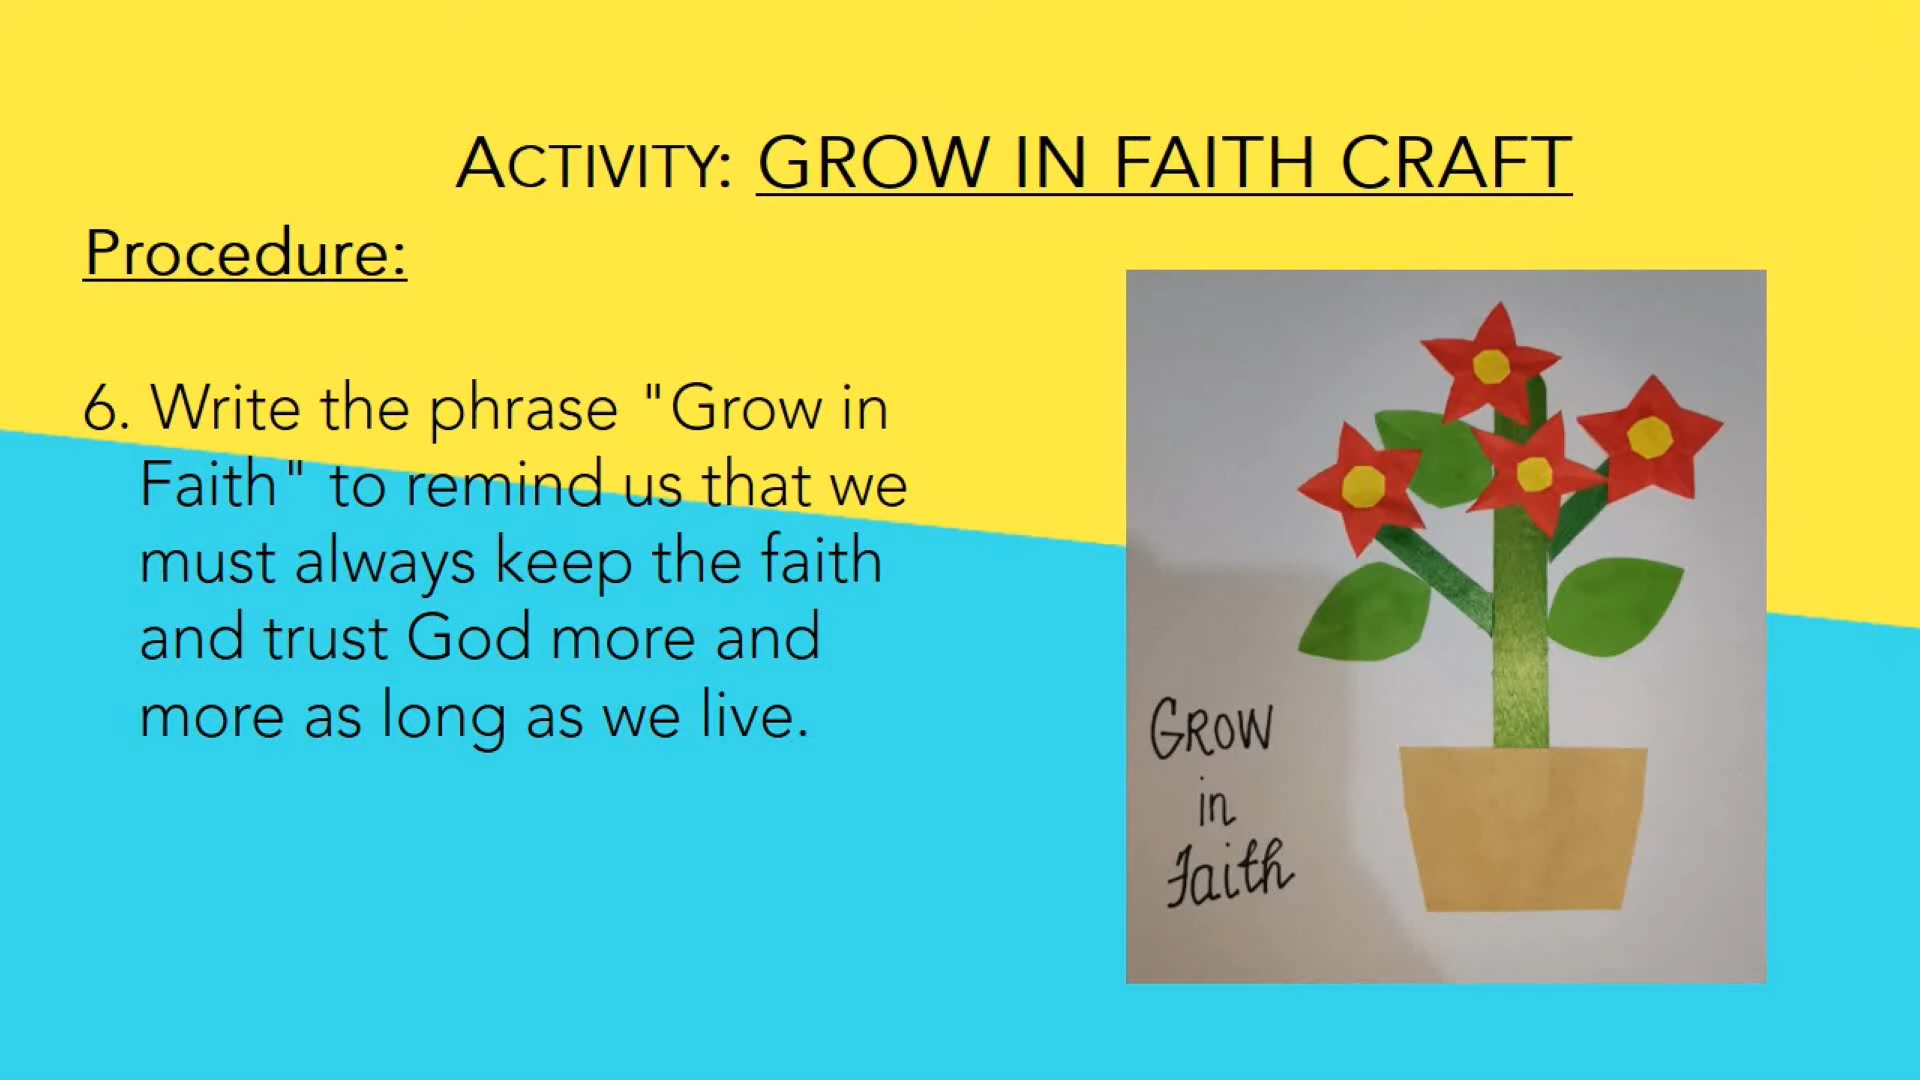 ACTIVITY: GROW IN FAITH CRAFT
Procedure:
6. Write the phrase "Grow in
Faith" to remind us that we
must always keep the faith
and trust God more and
more as long as we live.
GROW
in
Faith